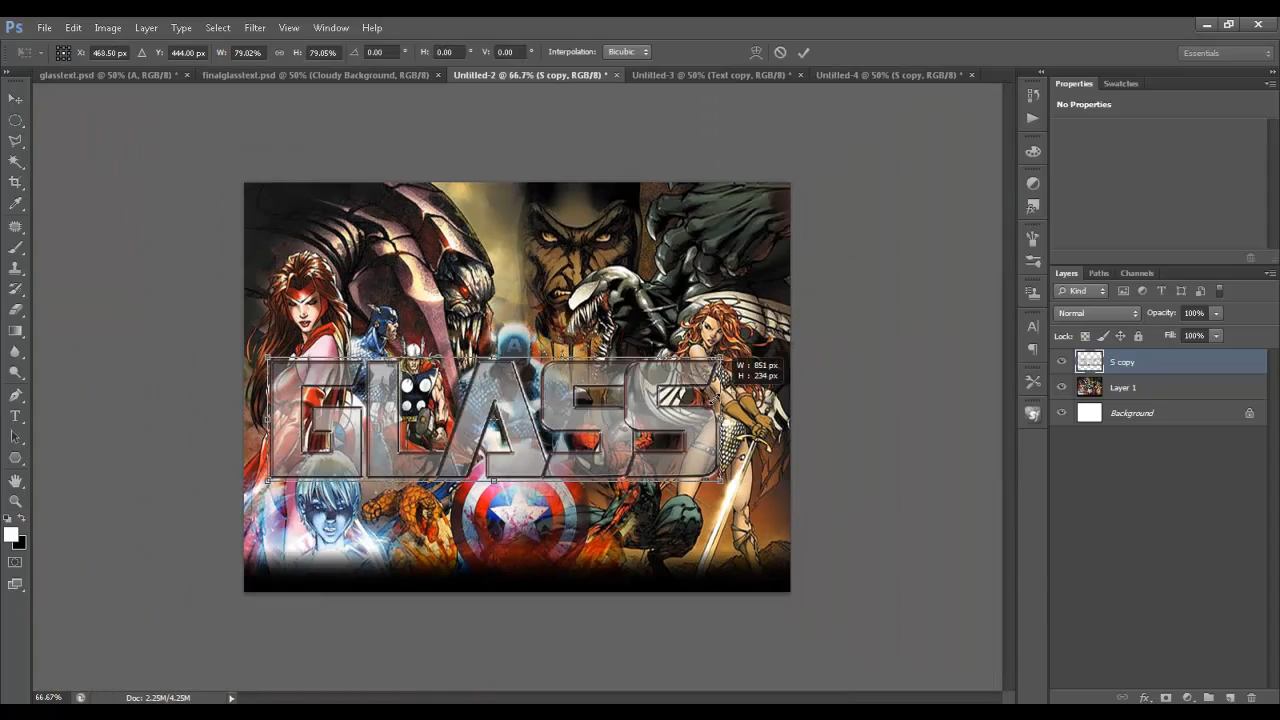 Ps File Edit Image Layer Type Select Filter View Window Help
X: 468.50 px Y: 444.00 px W: 79.02% H: 79.05% 0.00 ° H: 0.00 ° V: 0.00 ° Interpolation: Bicubic Essentials
glasstext.psd @ 50% (A, RGB/8) * × finalglasstext.psd @ 50% (Cloudy Background, RGB/8) × Untitled-2 @ 66.7% (S copy, RGB/8) * × Untitled-3 @ 50% (Text copy, RGB/8) * × Untitled-4 @ 50% (S copy, RGB/8) * ×
Properties Swatches
No Properties
Layers Paths Channels
Kind
Normal Opacity: 100%
Lock: Fill: 100%
S copy
Layer 1
Background
A
W : 851 px
H : 234 px
GLASS
66.67% Doc: 2.25M/4.25M